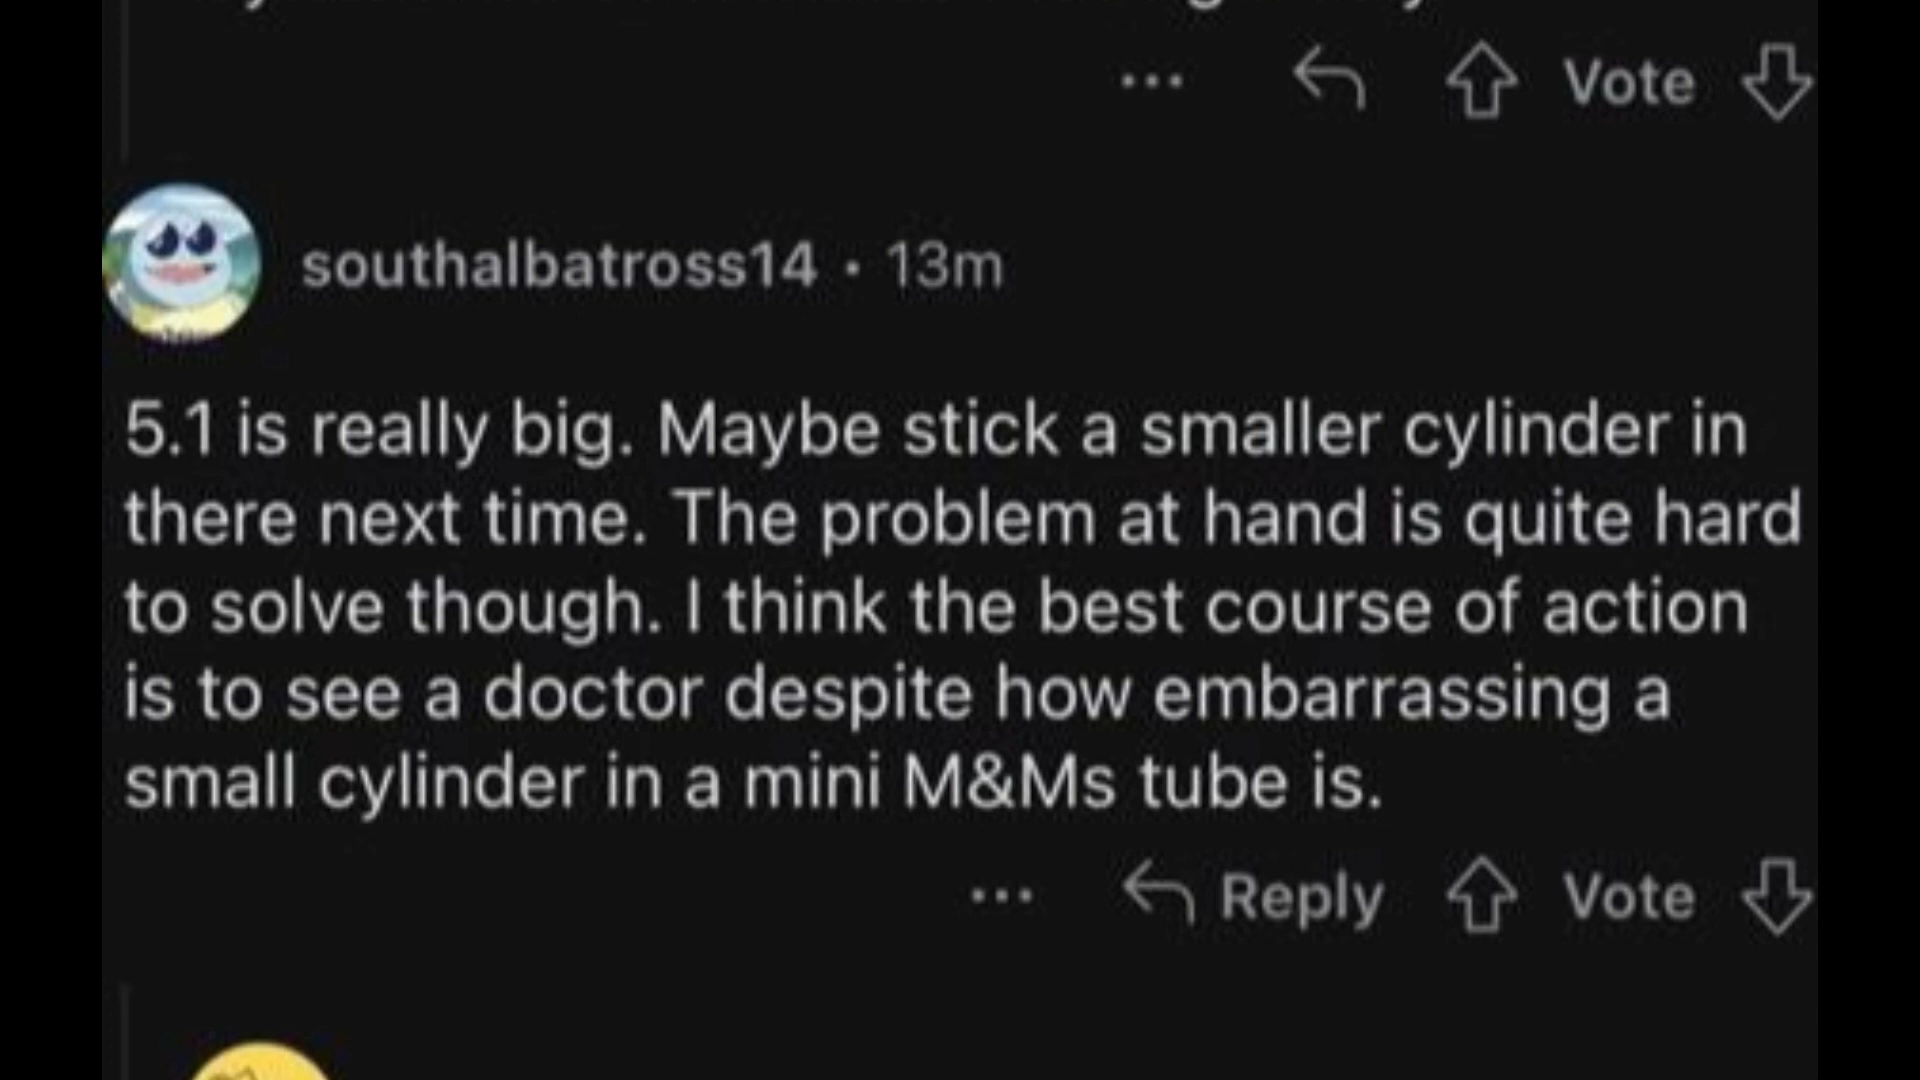 Vote
southalbatross14 · 13m
5.1 is really big. Maybe stick a smaller cylinder in
there next time. The problem at hand is quite hard
to solve though. I think the best course of action
is to see a doctor despite how embarrassing a
small cylinder in a mini M&Ms tube is.
Reply Vote